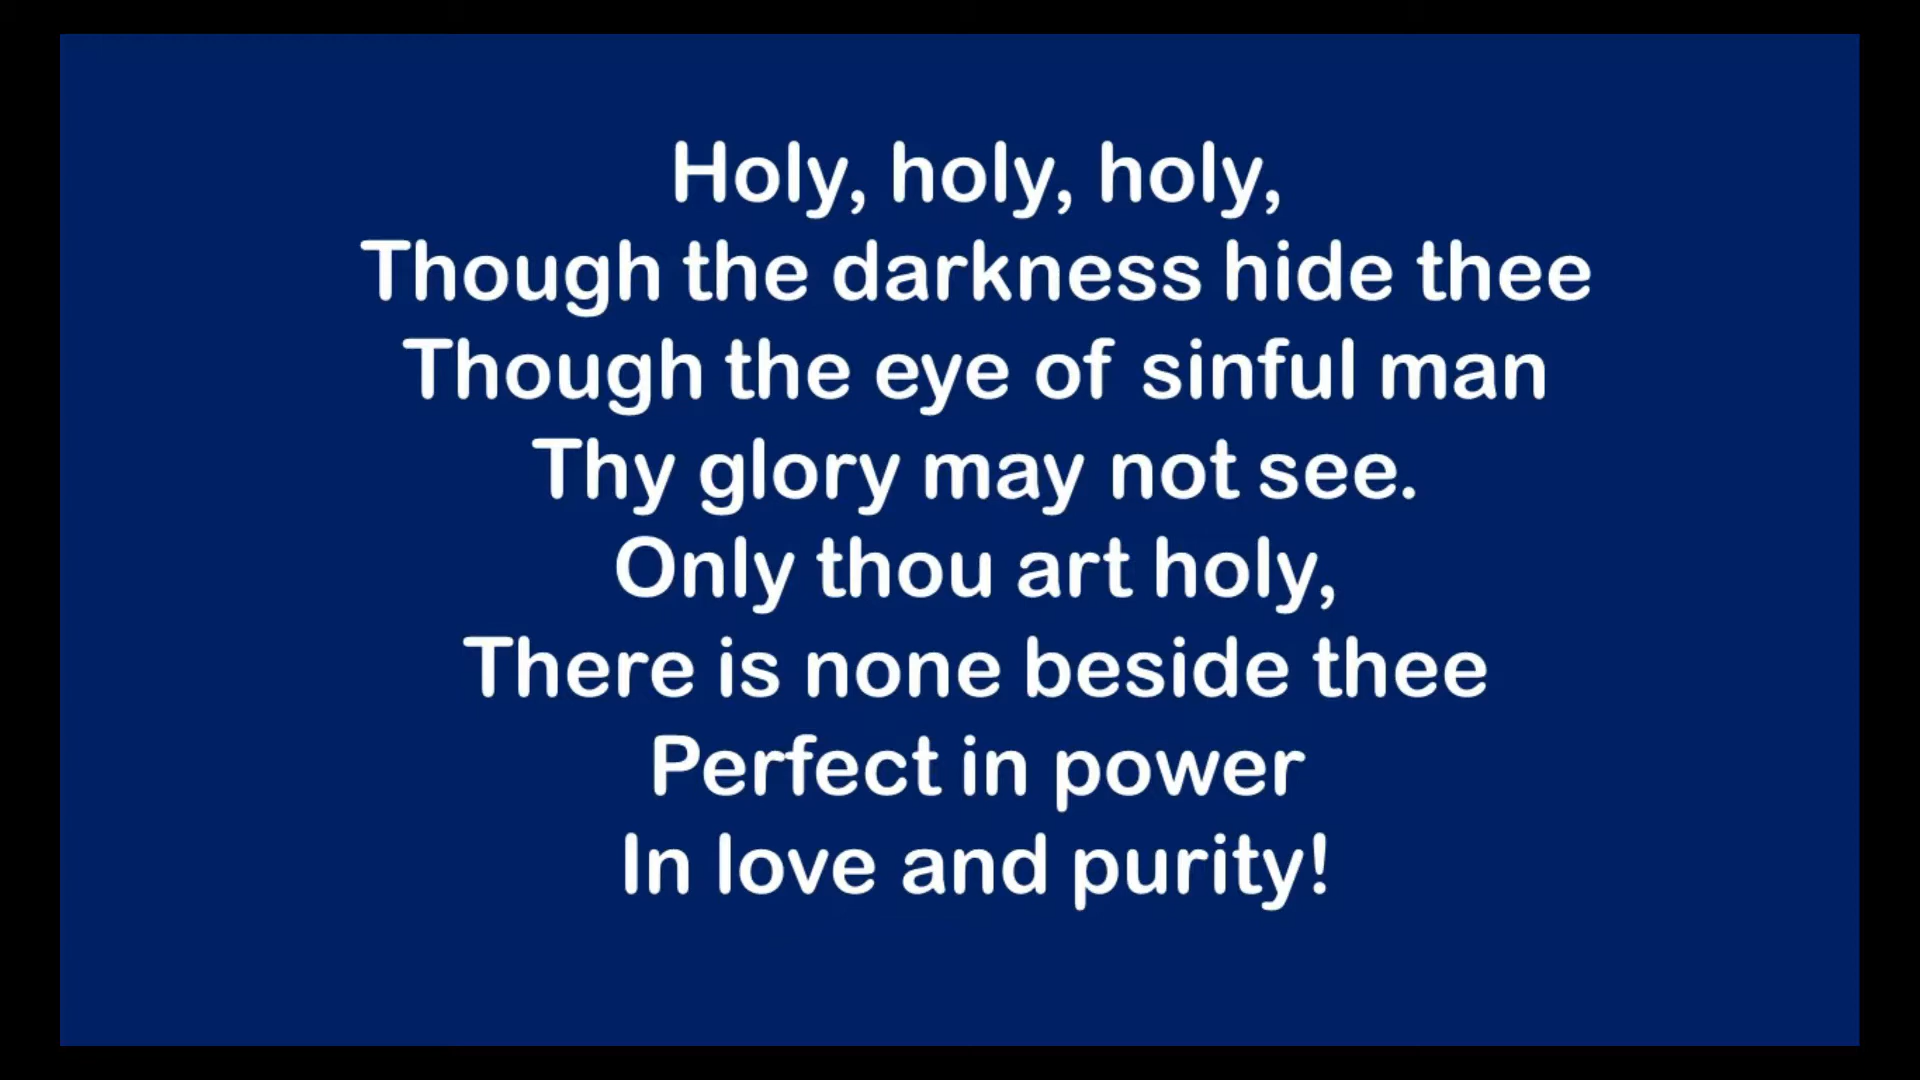 Holy, holy, holy,
Though the darkness hide thee
Though the eye of sinful man
Thy glory may not see.
Only thou art holy,
There is none beside thee
Perfect in power
In love and purity!